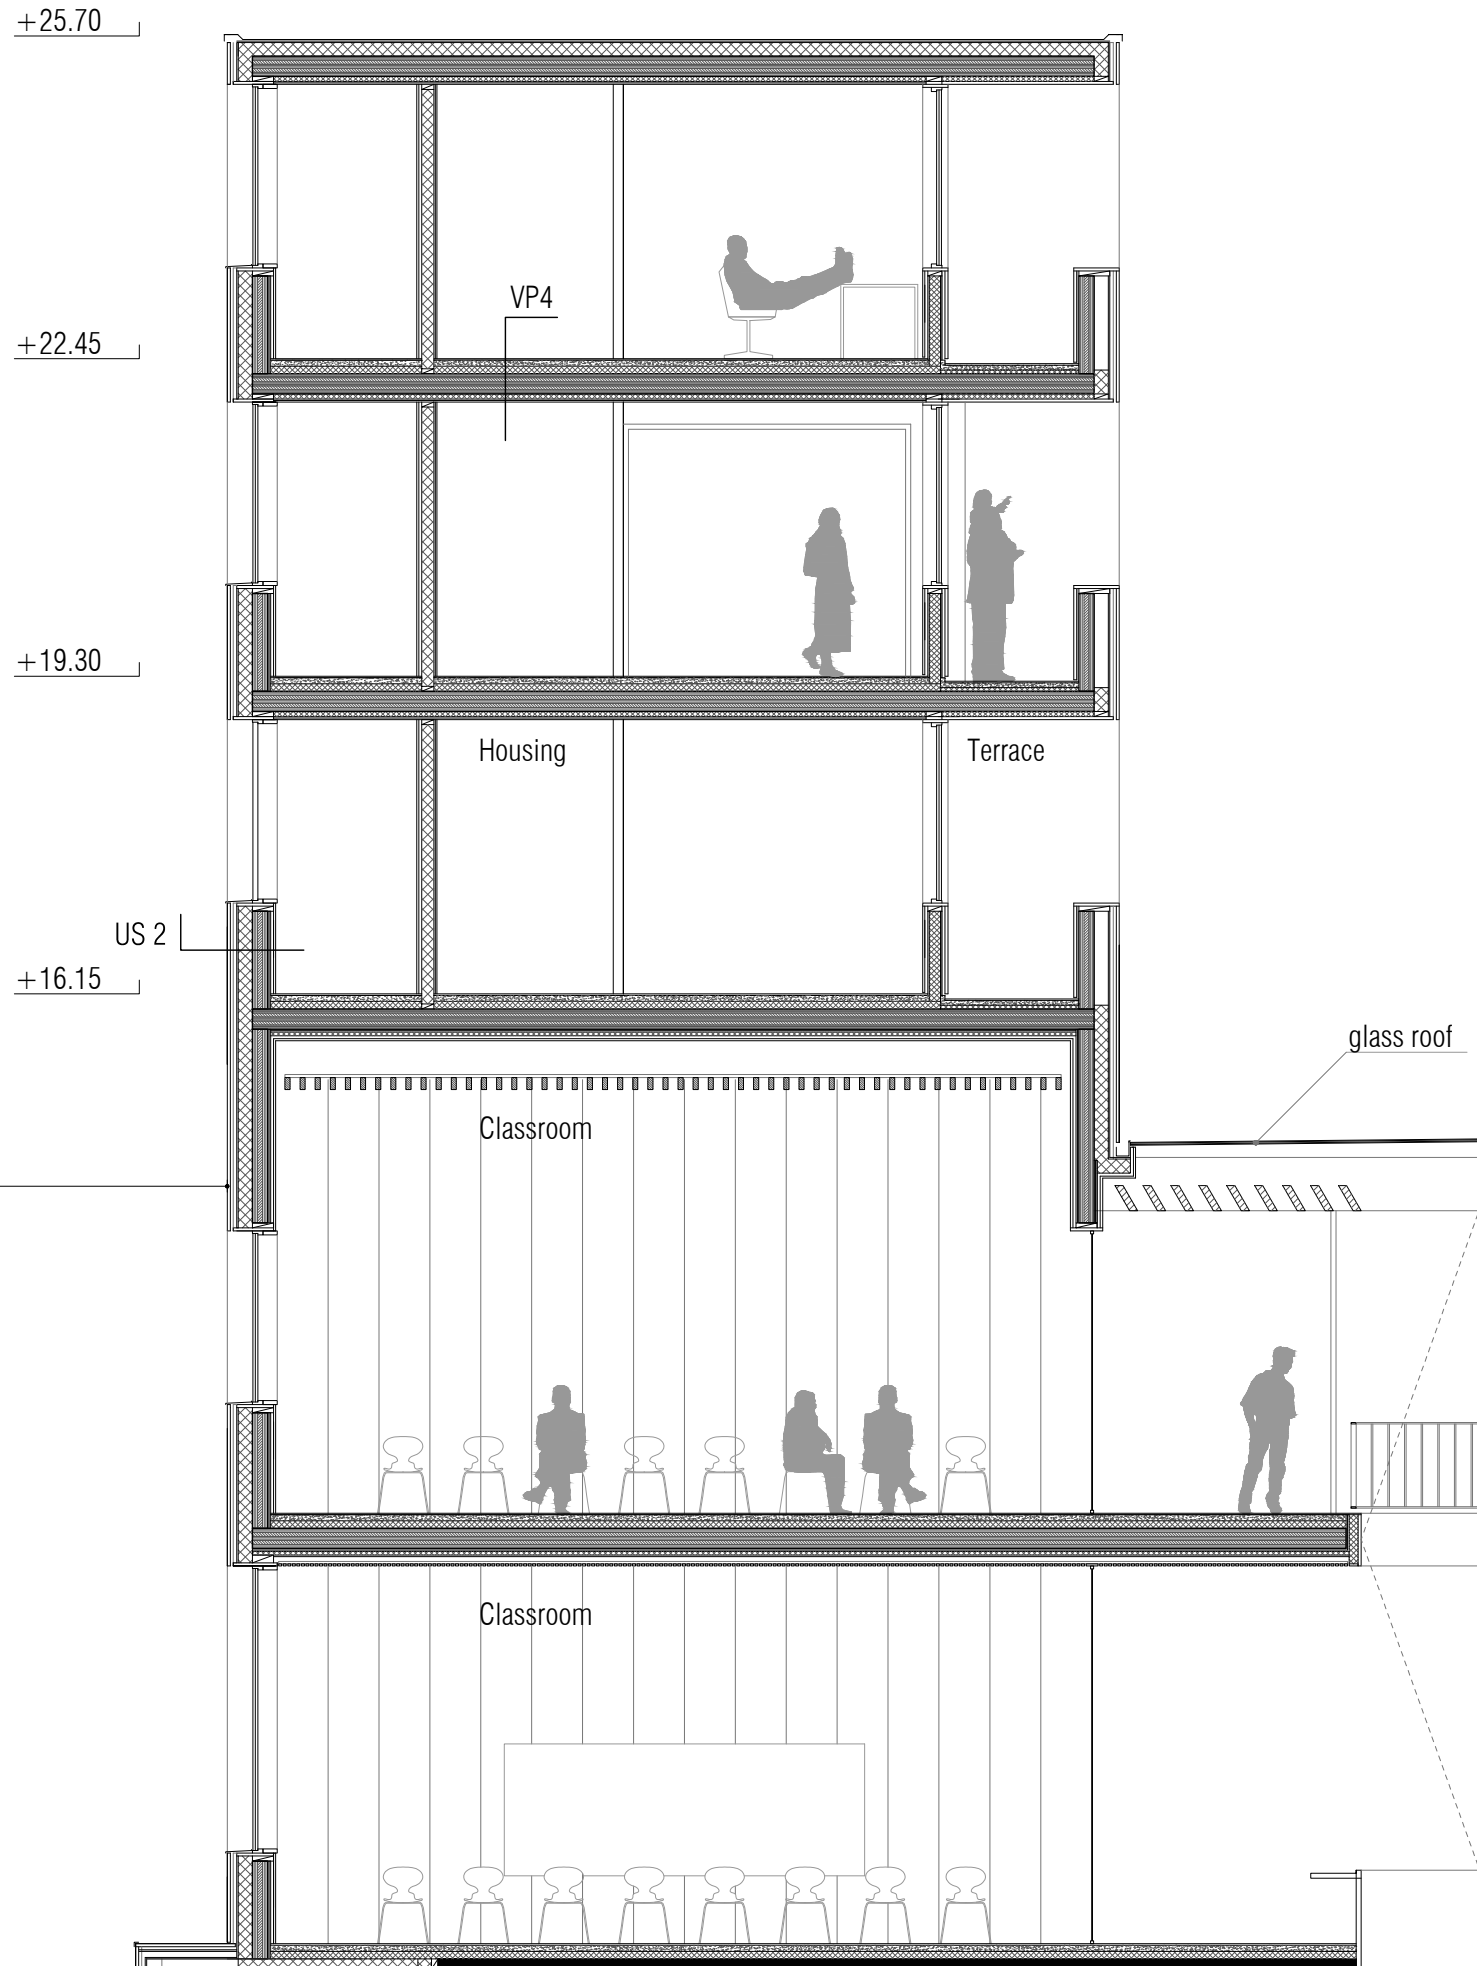 +25.70
VP4
+22.45
+19.30
Housing
Terrace
US 2
+16.15
glass roof
Classroom
Classroom